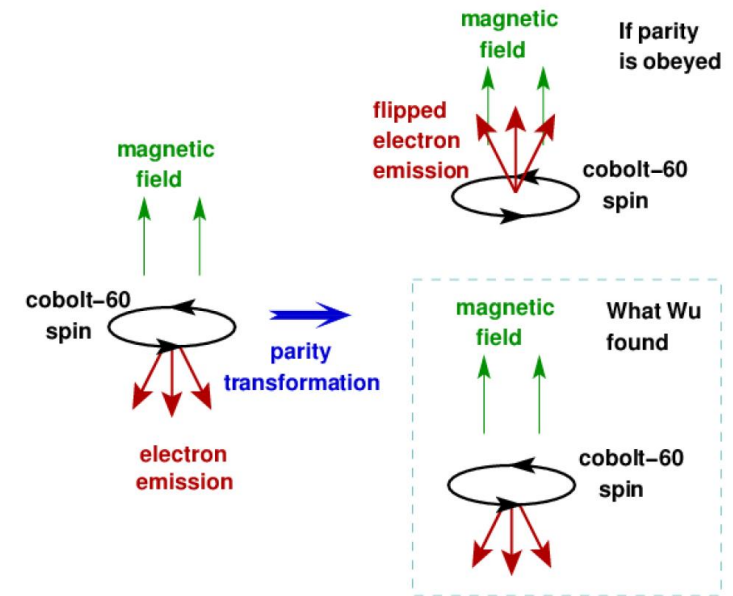 magnetic
field
cobolt−60
spin
electron
emission
parity
transformation
magnetic
field
If parity
is obeyed
flipped
electron
emission
cobolt−60
spin
magnetic
field
What Wu
found
cobolt−60
spin